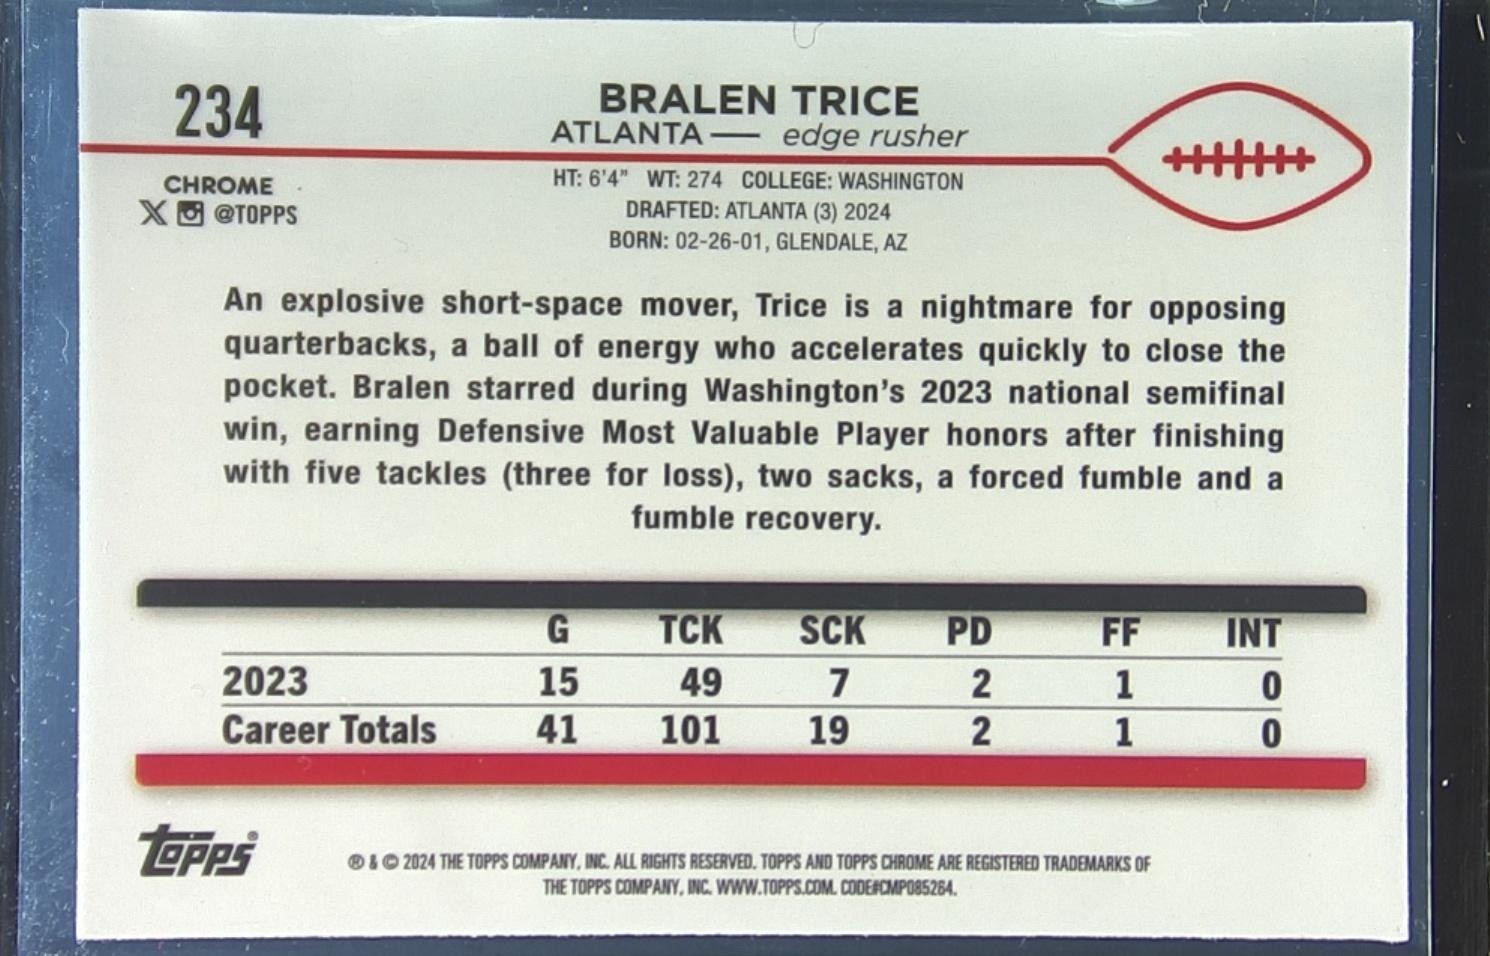 234
BRALEN TRICE
ATLANTA — edge rusher
CHROME
X @TOPPS
HT: 6'4" WT: 274 COLLEGE: WASHINGTON
DRAFTED: ATLANTA (3) 2024
BORN: 02-26-01, GLENDALE, AZ
An explosive short-space mover, Trice is a nightmare for opposing
quarterbacks, a ball of energy who accelerates quickly to close the
pocket. Bralen starred during Washington's 2023 national semifinal
win, earning Defensive Most Valuable Player honors after finishing
with five tackles (three for loss), two sacks, a forced fumble and a
fumble recovery.
G TCK SCK PD FF INT
2023 15 49 7 2 1 0
Career Totals 41 101 19 2 1 0
topps®
® & © 2024 THE TOPPS COMPANY, INC. ALL RIGHTS RESERVED. TOPPS AND TOPPS CHROME ARE REGISTERED TRADEMARKS OF
THE TOPPS COMPANY, INC. WWW.TOPPS.COM. CODE#CMP085264.